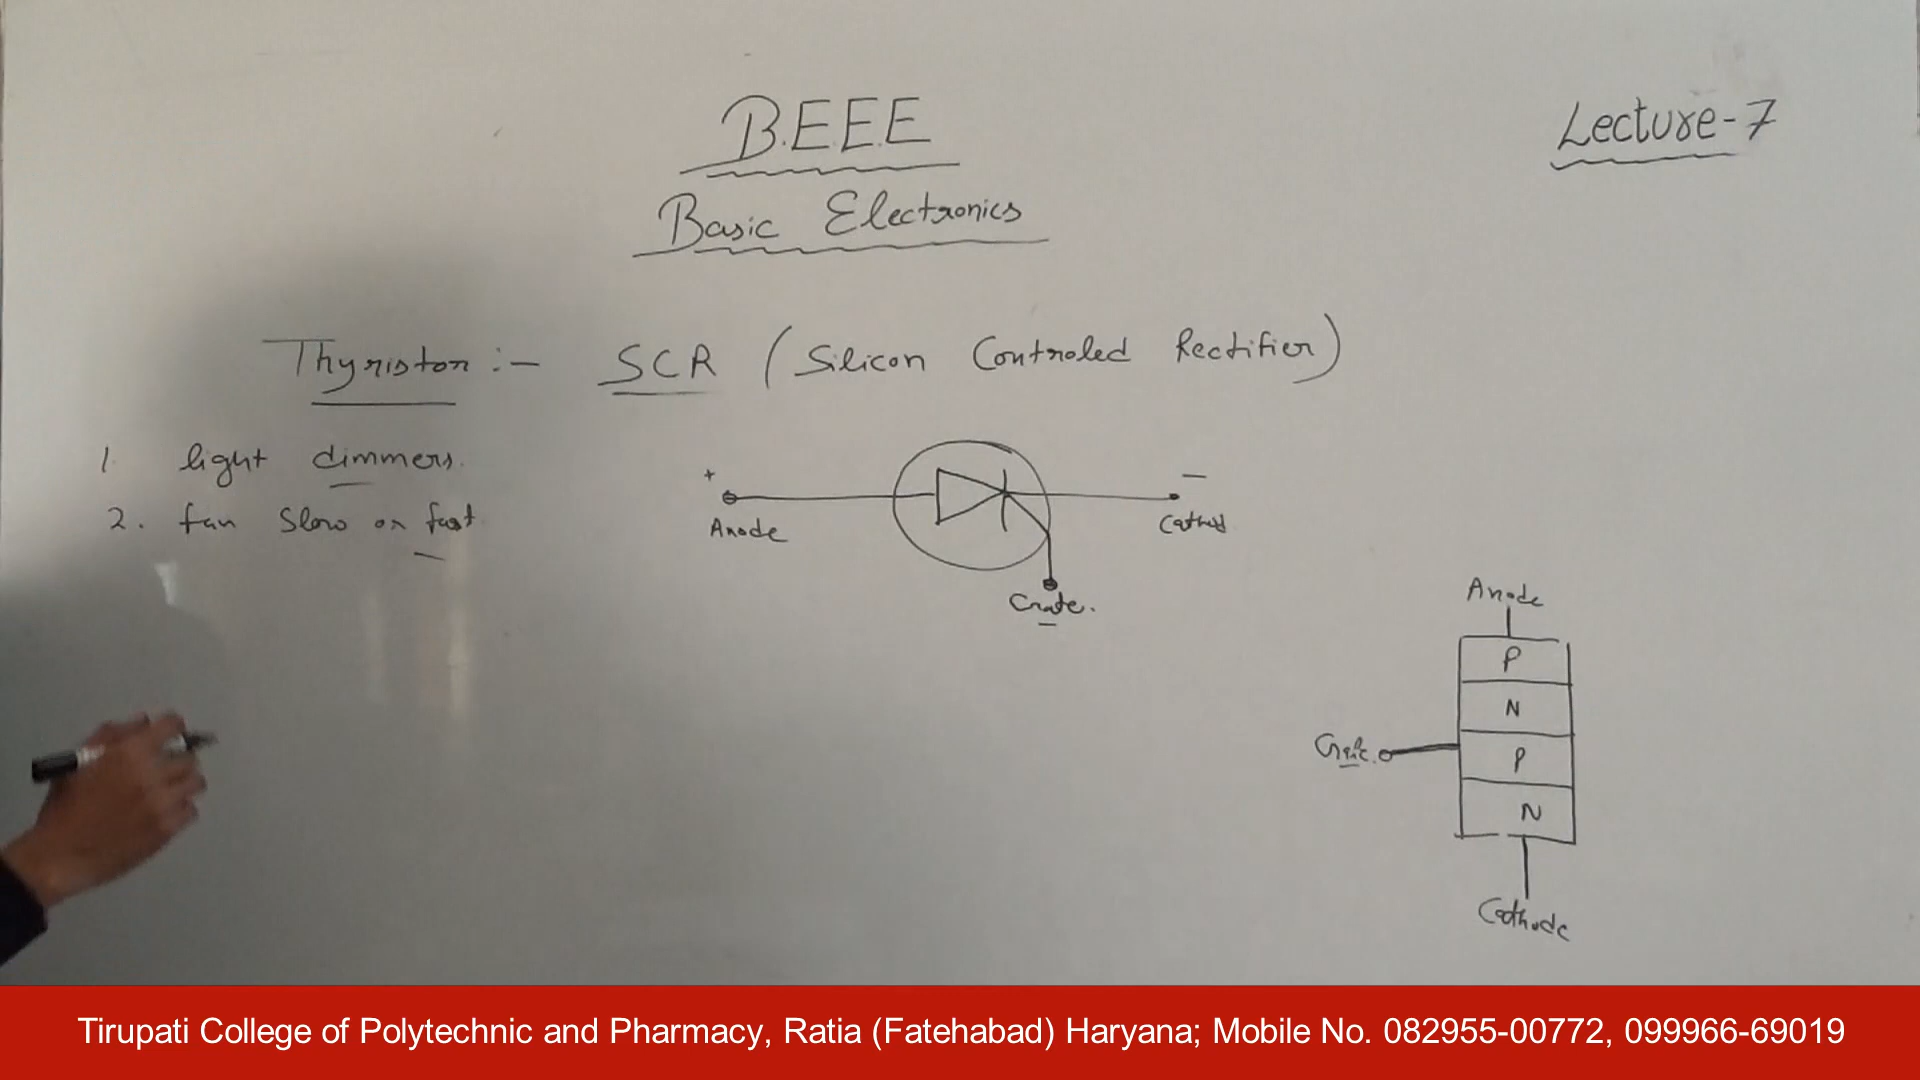 B.E.E.E
Lecture-7
Basic Electronics
Thyristor :- SCR (Silicon Controled Rectifier)
1. light dimmers.
2. fan slow or fast
+
-
Anode
Cathod
Gate.
Anode
P
N
Gate.
P
N
Cathode
Tirupati College of Polytechnic and Pharmacy, Ratia (Fatehabad) Haryana; Mobile No. 082955-00772, 099966-69019